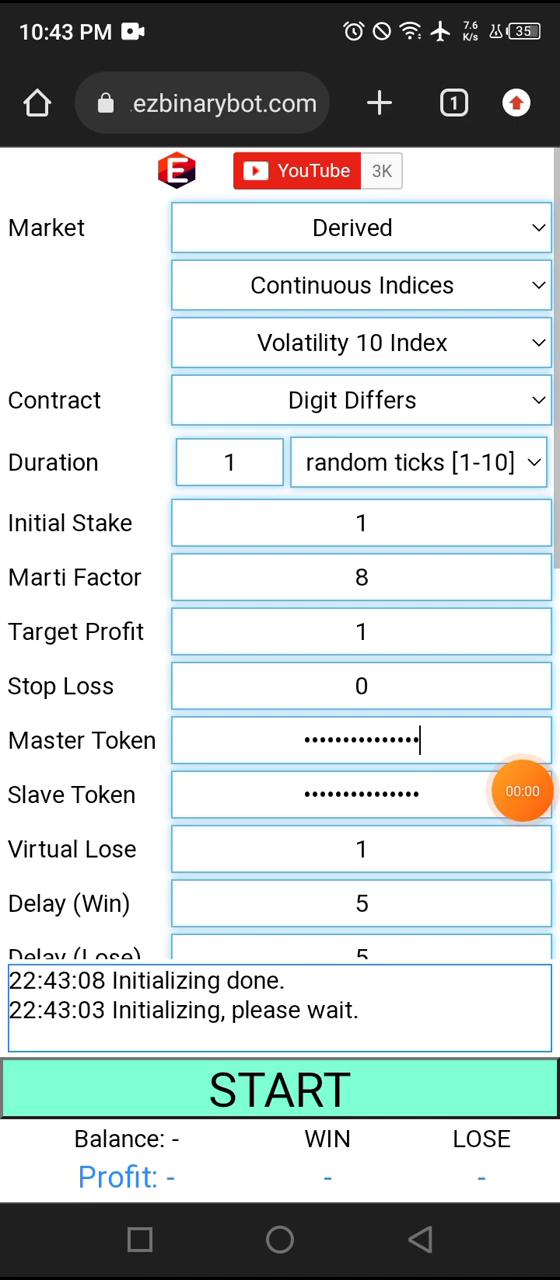 10:43 PM 7.6 K/s 35
.ezbinarybot.com 1
E YouTube 3K
Market Derived
Continuous Indices
Volatility 10 Index
Contract Digit Differs
Duration 1 random ticks [1-10]
Initial Stake 1
Marti Factor 8
Target Profit 1
Stop Loss 0
Master Token •••••••••••••••
Slave Token •••••••••••••••
00:00
Virtual Lose 1
Delay (Win) 5
Delay (Lose) 5
22:43:08 Initializing done.
22:43:03 Initializing, please wait.
START
Balance: - WIN LOSE
Profit: - - -